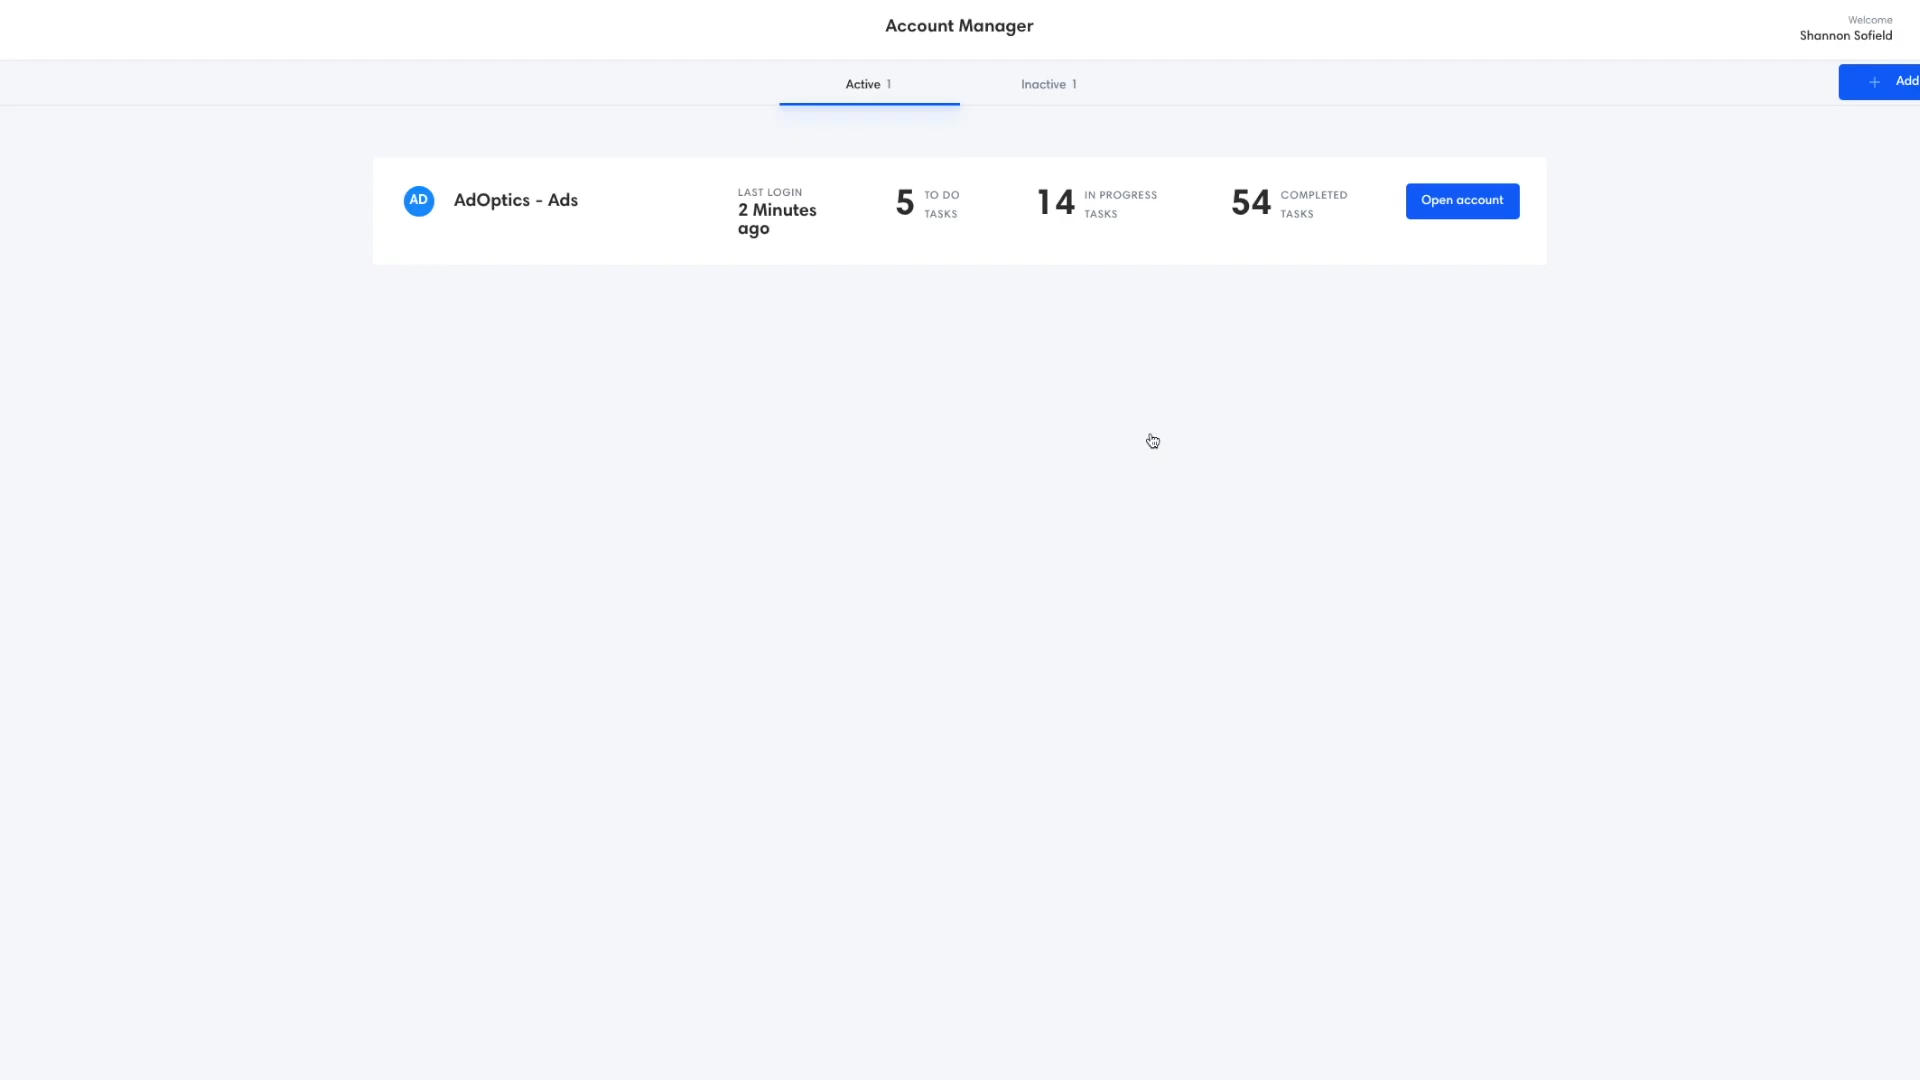 Account Manager
Welcome
Shannon Sofield
Active 1
Inactive 1
+ Add
AD
AdOptics - Ads
LAST LOGIN
2 Minutes
ago
5
TO DO
TASKS
14
IN PROGRESS
TASKS
54
COMPLETED
TASKS
Open account